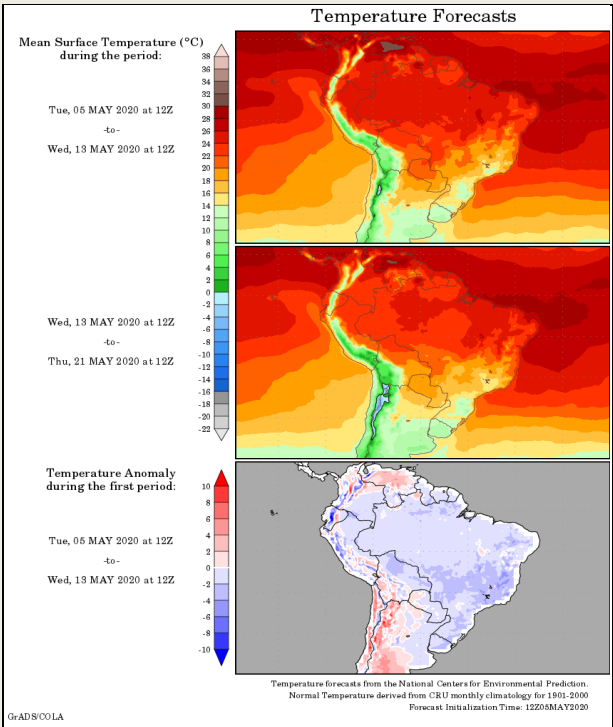 Temperature Forecasts
Mean Surface Temperature (°C)
during the period:
Tue, 05 MAY 2020 at 12Z
-to-
Wed, 13 MAY 2020 at 12Z
38
36
34
32
30
28
26
24
22
20
18
16
14
12
10
8
6
4
2
0
-2
-4
-6
-8
-10
-12
-14
-16
-18
-20
-22
Wed, 13 MAY 2020 at 12Z
-to-
Thu, 21 MAY 2020 at 12Z
Temperature Anomaly
during the first period:
Tue, 05 MAY 2020 at 12Z
-to-
Wed, 13 MAY 2020 at 12Z
10
8
6
4
2
0
-2
-4
-6
-8
-10
Temperature forecasts from the National Centers for Environmental Prediction.
Normal Temperature derived from CRU monthly climatology for 1901-2000
Forecast Initialization Time: 12Z05MAY2020
GrADS/COLA